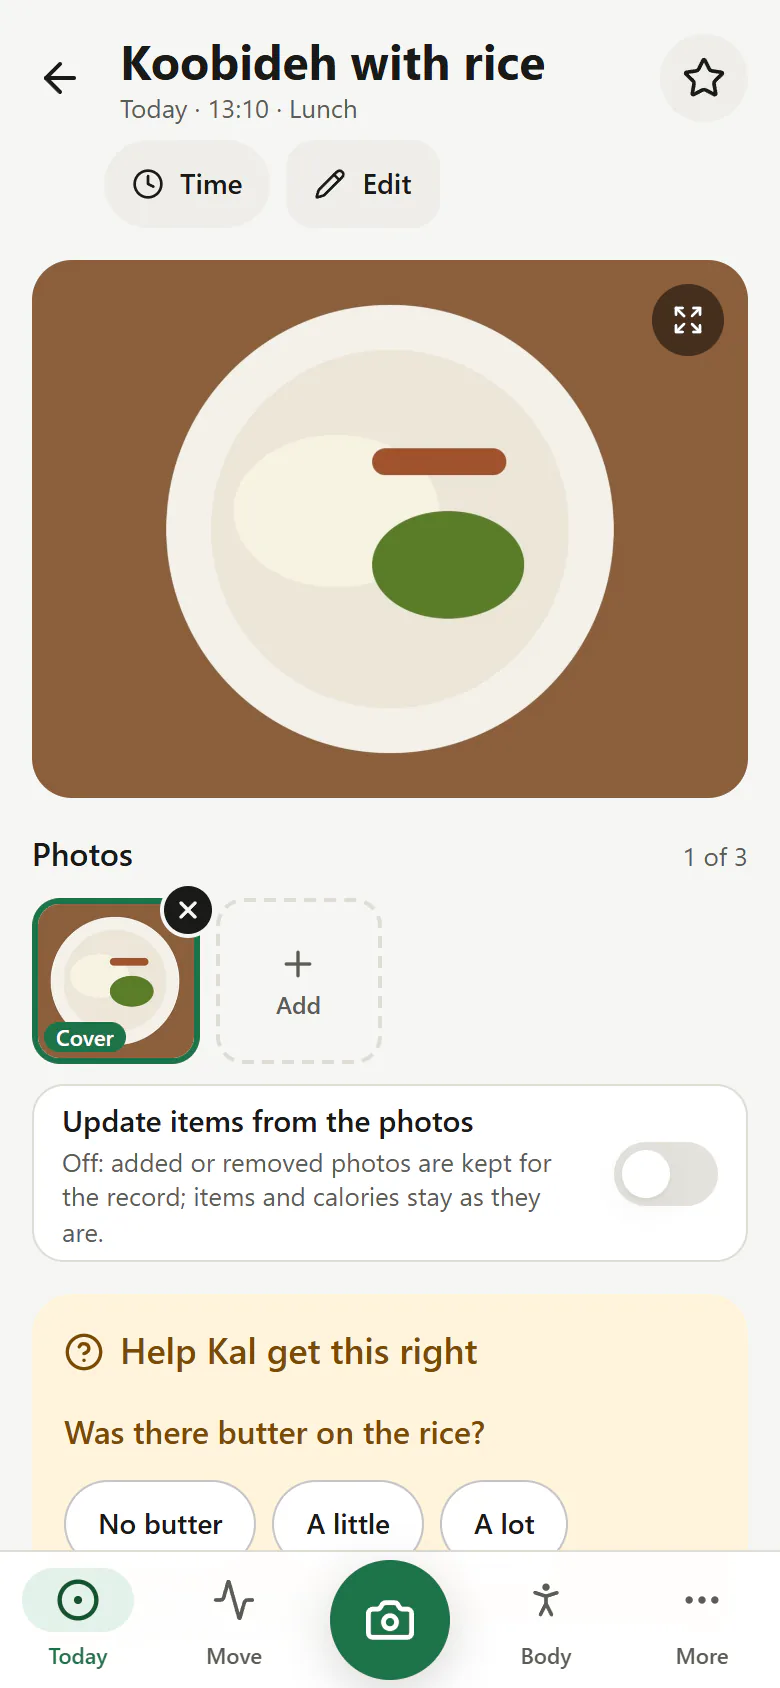 Koobideh with rice
Today · 13:10 · Lunch
Time
Edit
Photos
1 of 3
Cover
Add
Update items from the photos
Off: added or removed photos are kept for
the record; items and calories stay as they
are.
Help Kal get this right
Was there butter on the rice?
No butter
A little
A lot
Today
Move
Body
More